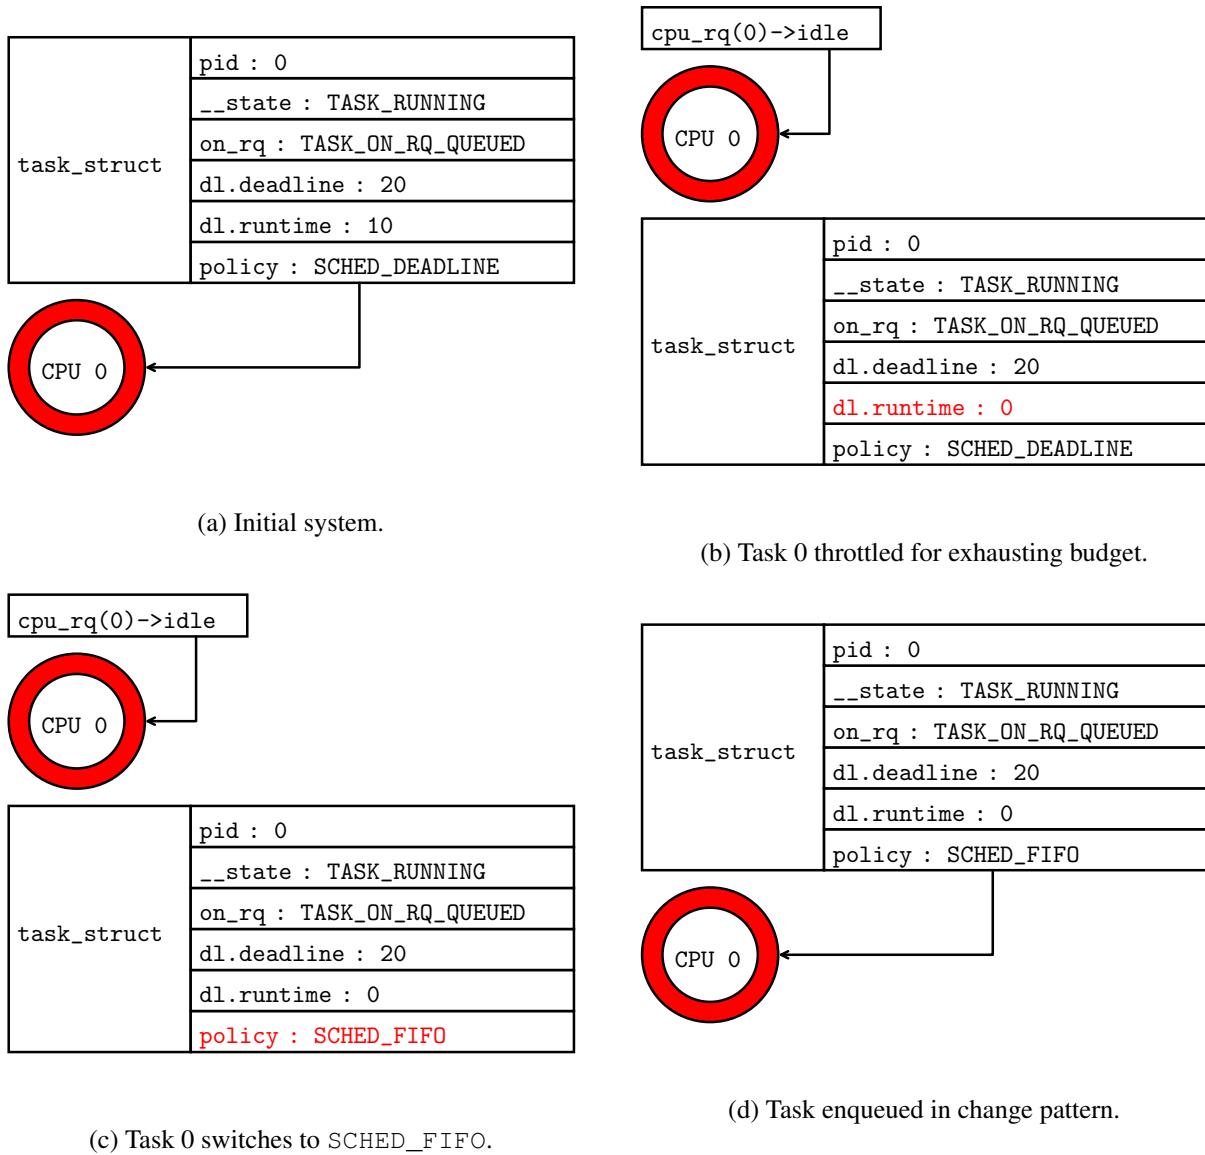 task_struct
pid : 0
__state : TASK_RUNNING
on_rq : TASK_ON_RQ_QUEUED
dl.deadline : 20
dl.runtime : 10
policy : SCHED_DEADLINE
CPU 0
(a) Initial system.
cpu_rq(0)->idle
CPU 0
task_struct
pid : 0
__state : TASK_RUNNING
on_rq : TASK_ON_RQ_QUEUED
dl.deadline : 20
dl.runtime : 0
policy : SCHED_DEADLINE
(b) Task 0 throttled for exhausting budget.
cpu_rq(0)->idle
CPU 0
task_struct
pid : 0
__state : TASK_RUNNING
on_rq : TASK_ON_RQ_QUEUED
dl.deadline : 20
dl.runtime : 0
policy : SCHED_FIFO
(c) Task 0 switches to SCHED_FIFO.
task_struct
pid : 0
__state : TASK_RUNNING
on_rq : TASK_ON_RQ_QUEUED
dl.deadline : 20
dl.runtime : 0
policy : SCHED_FIFO
CPU 0
(d) Task enqueued in change pattern.